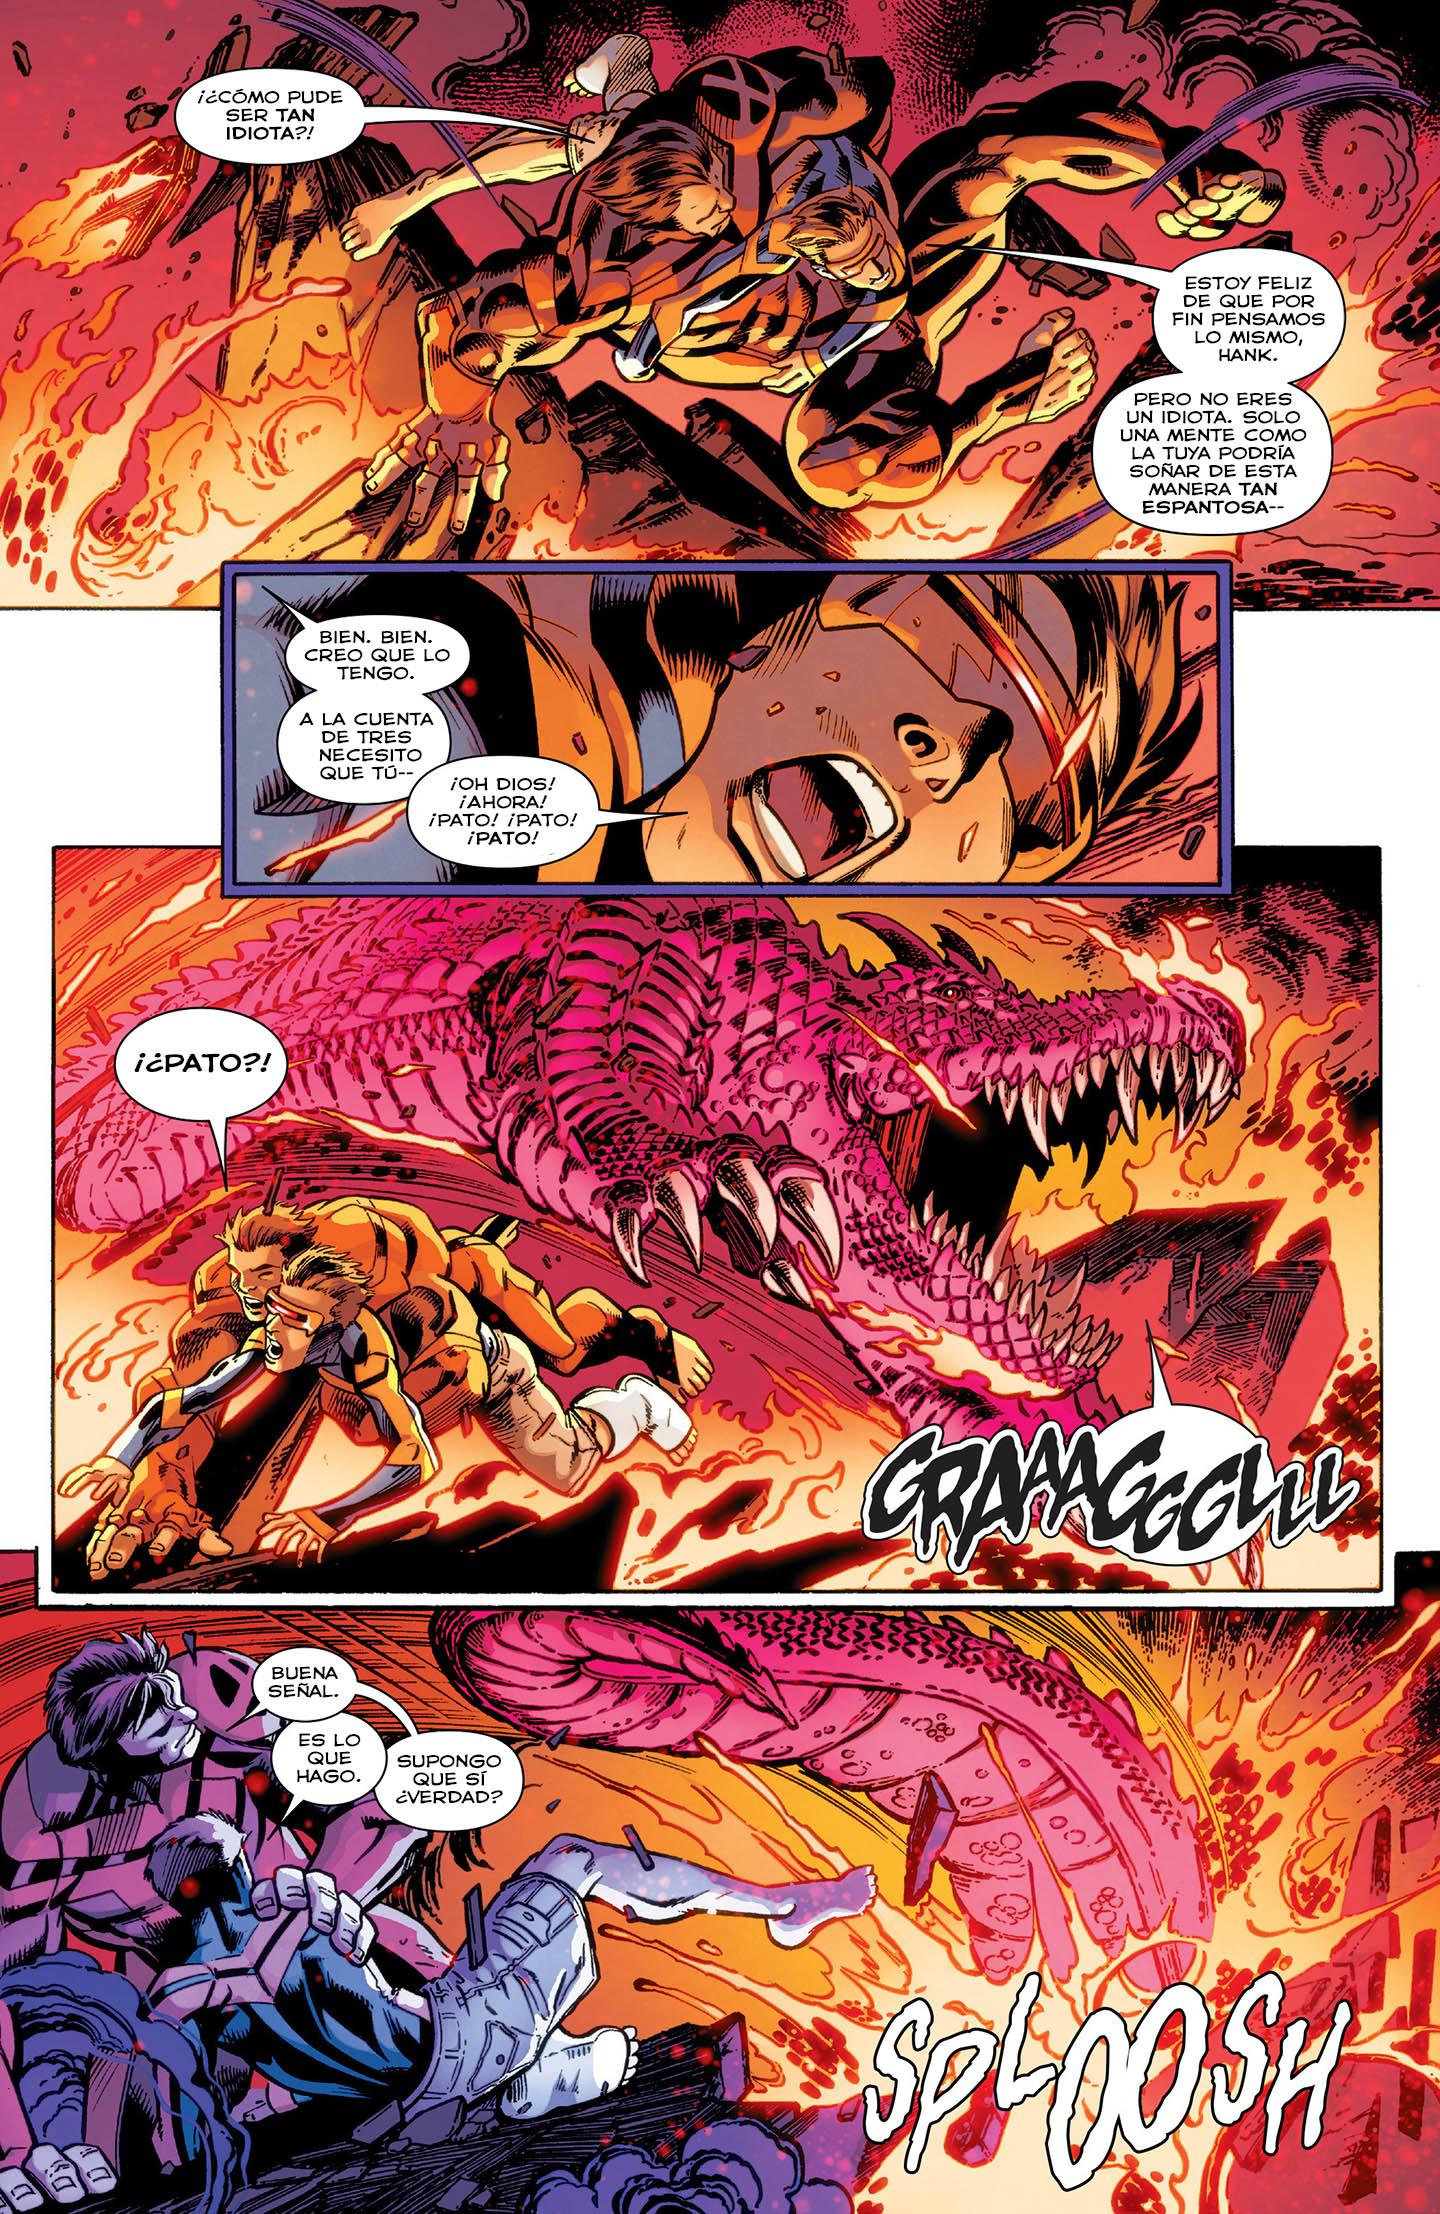 ¡¿CÓMO PUDE
SER TAN
IDIOTA?!
ESTOY FELIZ
DE QUE POR
FIN PENSAMOS
LO MISMO,
HANK.
PERO NO ERES
UN IDIOTA. SOLO
UNA MENTE COMO
LA TUYA PODRÍA
SOÑAR DE ESTA
MANERA TAN
ESPANTOSA--
BIEN. BIEN.
CREO QUE LO
TENGO.
A LA CUENTA
DE TRES
NECESITO
QUE TÚ--
¡OH DIOS!
¡AHORA!
¡PATO! ¡PATO!
¡PATO!
¡¿PATO?!
GRAAAGGGLLL
BUENA
SEÑAL.
ES LO
QUE
HAGO.
SUPONGO
QUE SÍ
¿VERDAD?
SPLOOSH